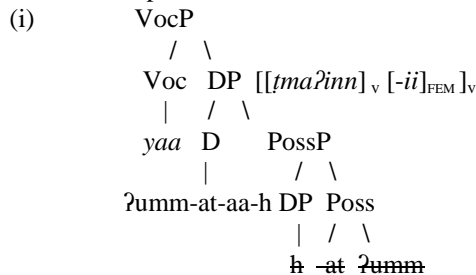 (i) VocP
/ \
Voc DP [[ṭmaʔinn] v [-ii]FEM ]v
| / \
yaa D PossP
| / \
ʔumm-at-aa-h DP Poss
| / \
h -at ʔumm